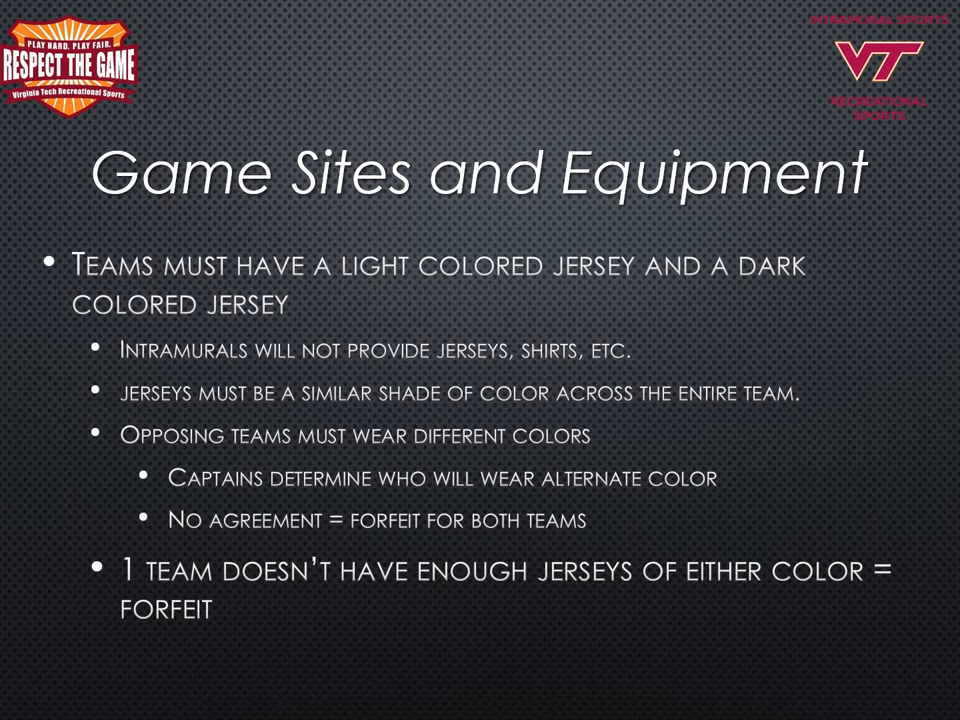 PLAY HARD. PLAY FAIR.
RESPECT THE GAME
Virginia Tech Recreational Sports
INTRAMURAL SPORTS
VT
RECREATIONAL
SPORTS
Game Sites and Equipment
• TEAMS MUST HAVE A LIGHT COLORED JERSEY AND A DARK
COLORED JERSEY
• INTRAMURALS WILL NOT PROVIDE JERSEYS, SHIRTS, ETC.
• JERSEYS MUST BE A SIMILAR SHADE OF COLOR ACROSS THE ENTIRE TEAM.
• OPPOSING TEAMS MUST WEAR DIFFERENT COLORS
• CAPTAINS DETERMINE WHO WILL WEAR ALTERNATE COLOR
• NO AGREEMENT = FORFEIT FOR BOTH TEAMS
• 1 TEAM DOESN’T HAVE ENOUGH JERSEYS OF EITHER COLOR =
FORFEIT